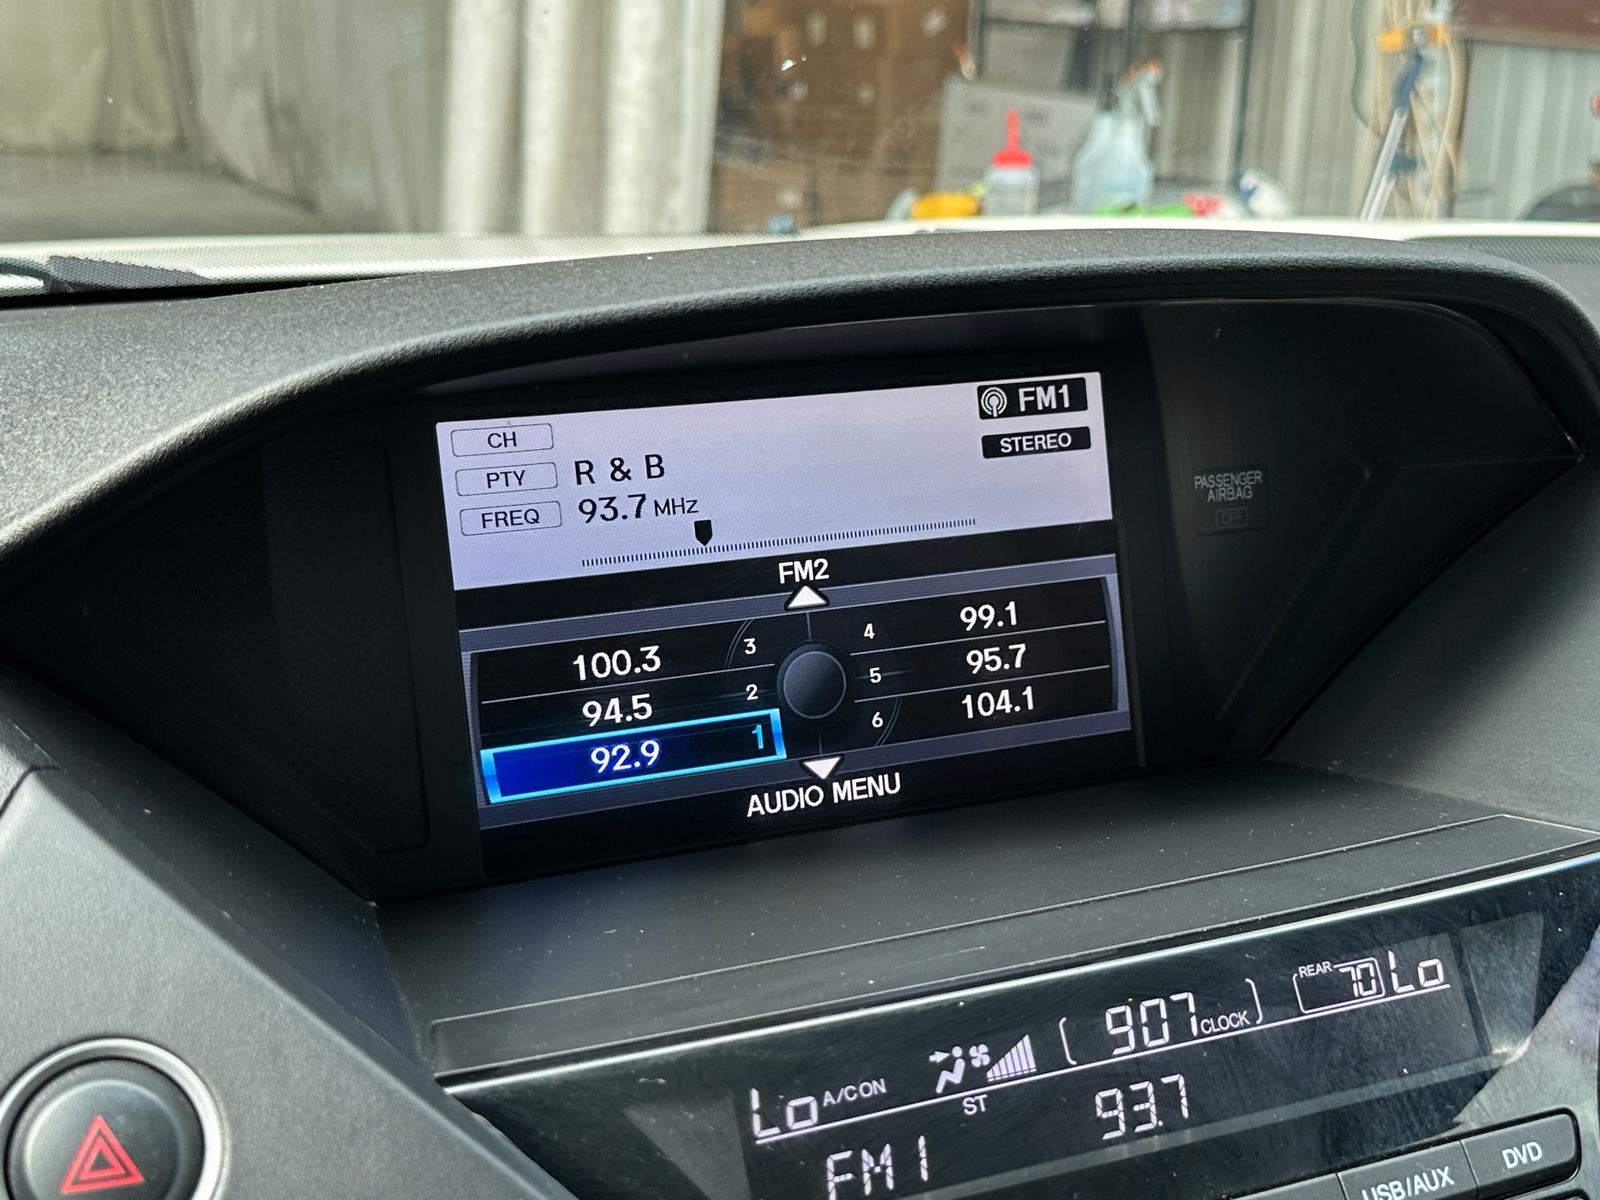 CH
PTY R & B
FREQ 93.7 MHz
FM1
STEREO
FM2
100.3 3
94.5 2
92.9 1
4 99.1
5 95.7
6 104.1
AUDIO MENU
PASSENGER
AIRBAG
OFF
Lo A/CON
907 CLOCK
REAR 70 Lo
ST
FM1 93.7
USB/AUX
DVD